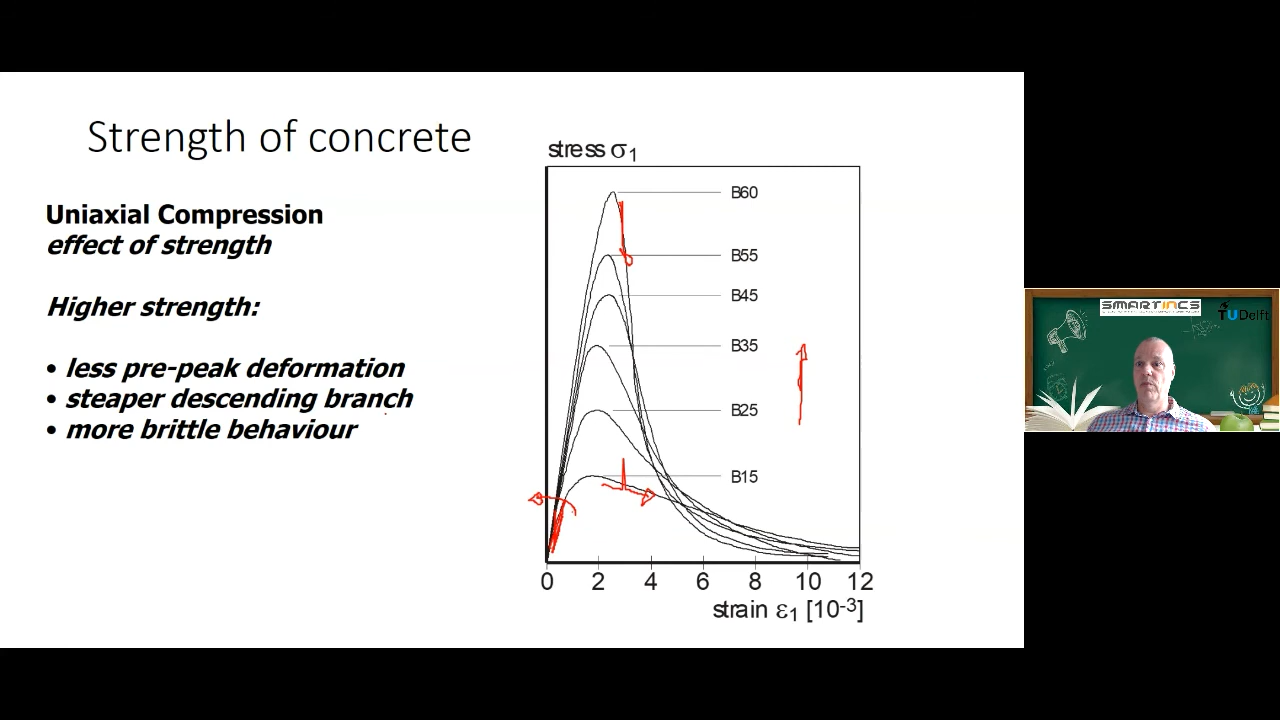 Strength of concrete
Uniaxial Compression
effect of strength
Higher strength:
• less pre-peak deformation
• steaper descending branch
• more brittle behaviour
stress σ1
B60
B55
B45
B35
B25
B15
0 2 4 6 8 10 12
strain ε1 [10-3]
SMARTINCS
TUDelft